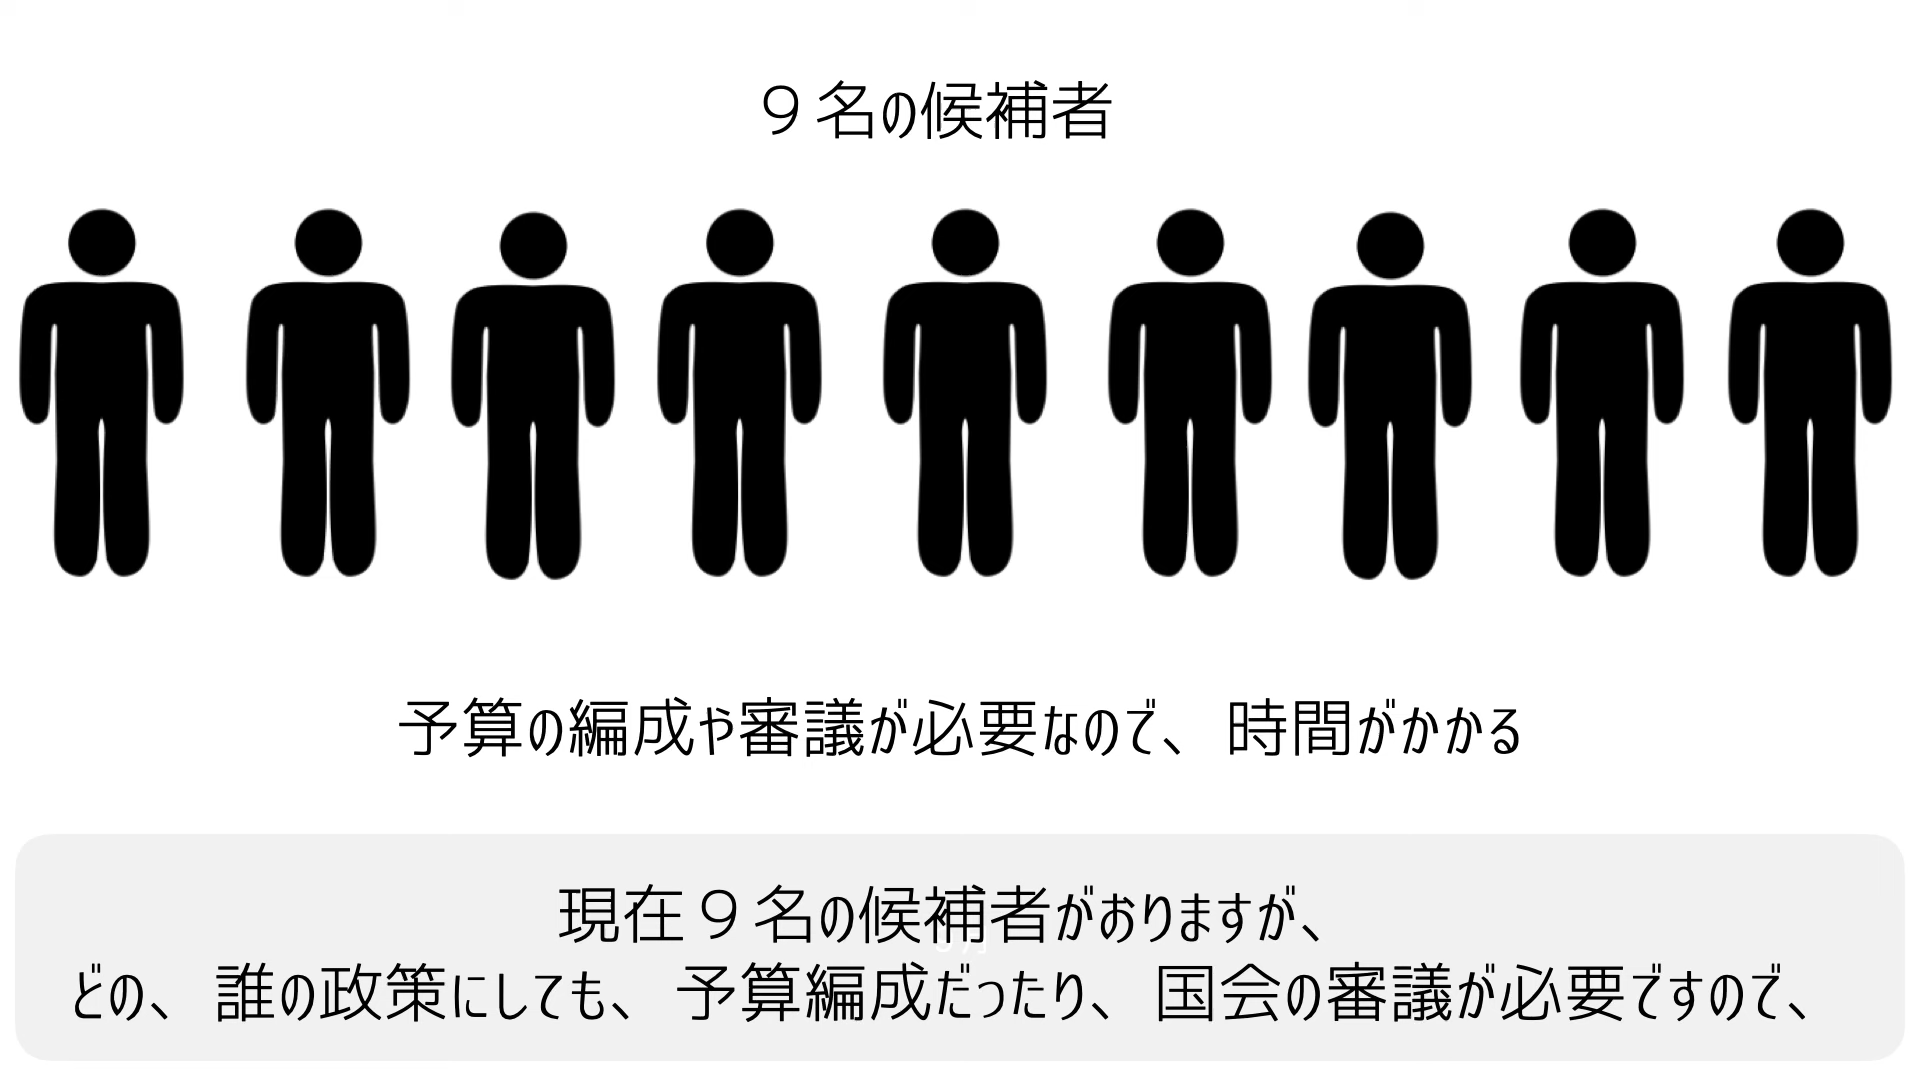 ９名の候補者
予算の編成や審議が必要なので、時間がかかる
現在９名の候補者がおりますが、
どの、誰の政策にしても、予算編成だったり、国会の審議が必要ですので、